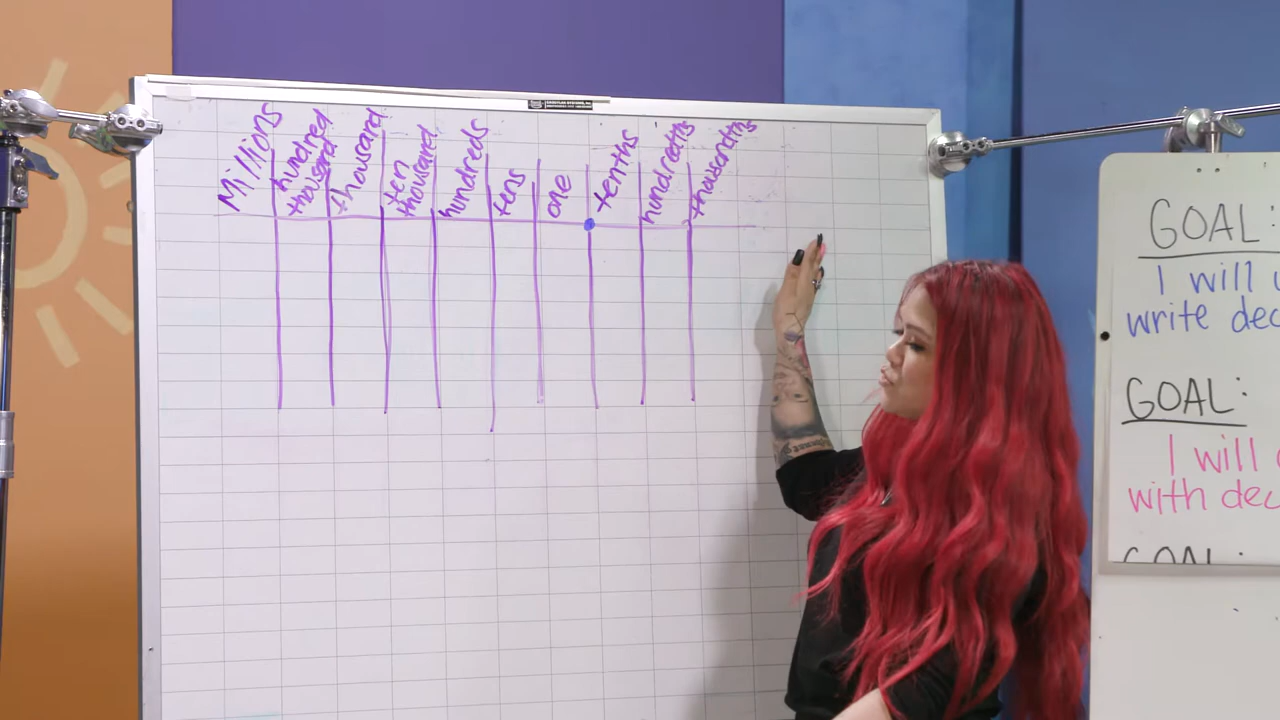 Millions
hundred
thousand
thousand
ten
thousand
hundreds
tens
one
tenths
hundredths
thousandths
GOAL:
I will
write dec
GOAL:
I will
with dec
GOAL: